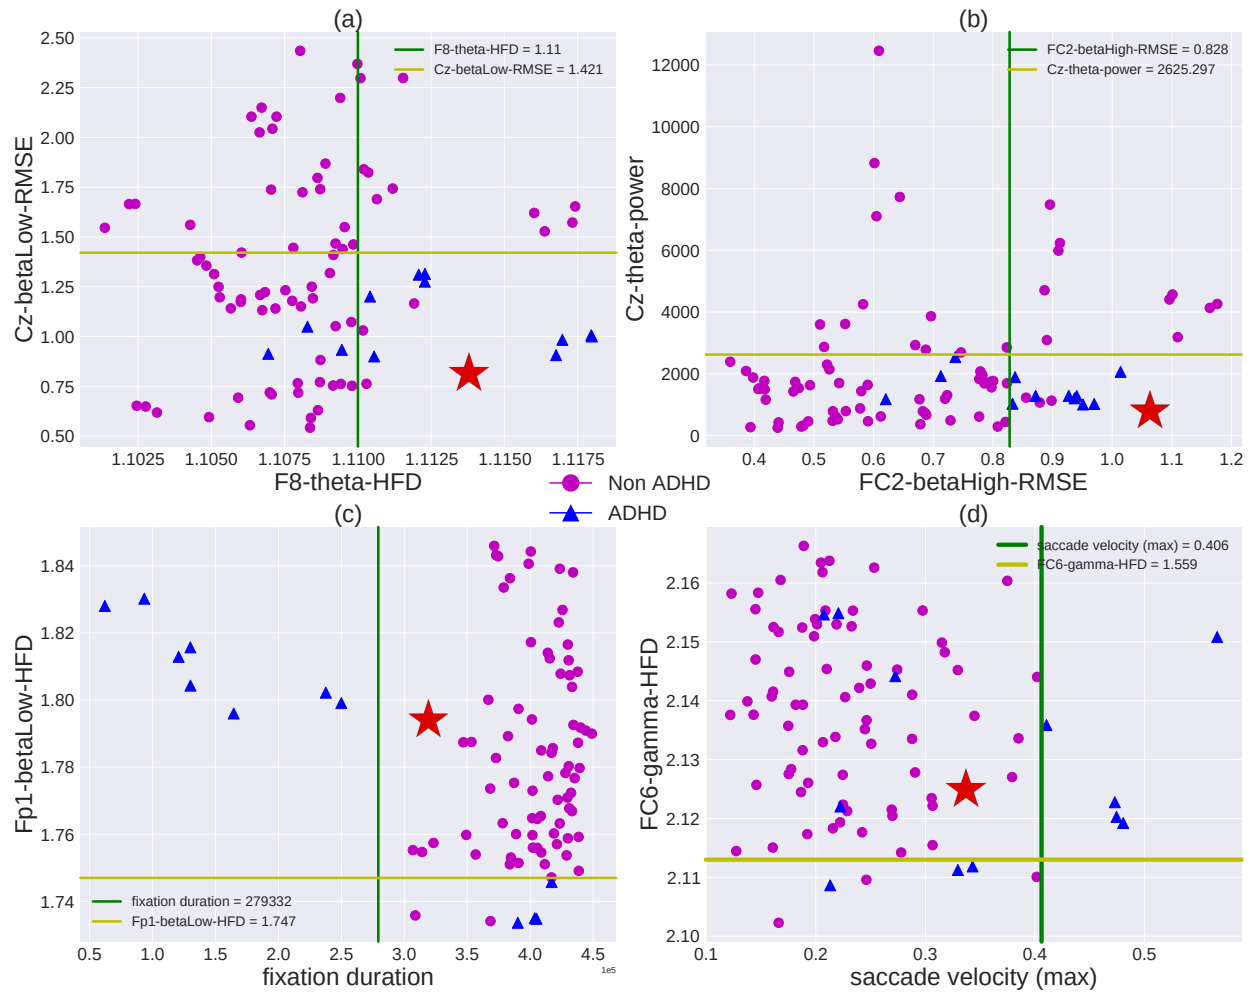 (a)
2.50
2.25
2.00
1.75
1.50
1.25
1.00
0.75
0.50
Cz-betaLow-RMSE
F8-theta-HFD = 1.11
Cz-betaLow-RMSE = 1.421
1.1025 1.1050 1.1075 1.1100 1.1125 1.1150 1.1175
F8-theta-HFD
(b)
12000
10000
8000
6000
4000
2000
0
Cz-theta-power
FC2-betaHigh-RMSE = 0.828
Cz-theta-power = 2625.297
0.4 0.5 0.6 0.7 0.8 0.9 1.0 1.1 1.2
FC2-betaHigh-RMSE
Non ADHD
ADHD
(c)
1.84
1.82
1.80
1.78
1.76
1.74
Fp1-betaLow-HFD
fixation duration = 279332
Fp1-betaLow-HFD = 1.747
0.5 1.0 1.5 2.0 2.5 3.0 3.5 4.0 4.5
1e5
fixation duration
(d)
2.16
2.15
2.14
2.13
2.12
2.11
2.10
FC6-gamma-HFD
saccade velocity (max) = 0.406
FC6-gamma-HFD = 1.559
0.1 0.2 0.3 0.4 0.5
saccade velocity (max)